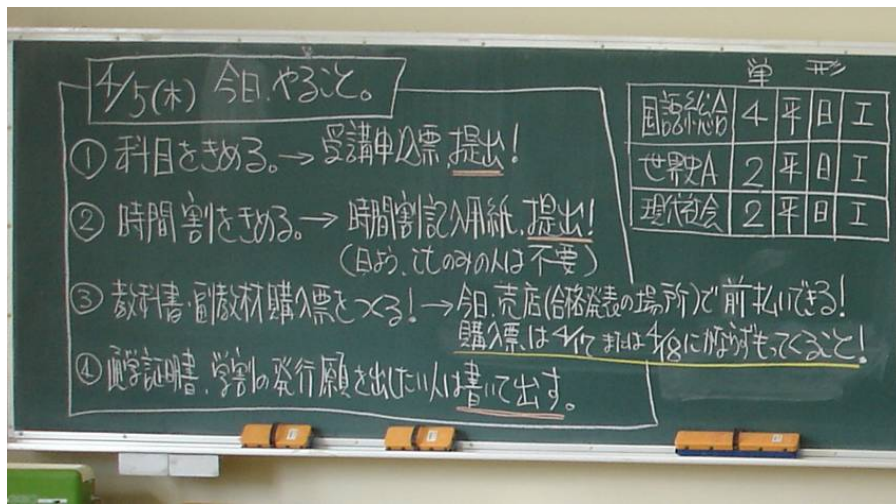 4/5(木) 今日、やること。
① 科目をきめる。→ 受講申込票 提出!
② 時間割をきめる。→ 時間割記入用紙、提出!
(日よう、ITのみの人は不要)
③ 教科書・副教材購入票をつくる!→ 今日、売店(合格発表の場所)で前払いできる!
購入票は4/17または4/18にかならずもってくること!
④ 通学証明書、学割の発行願を出したい人は書いて出す。
単 形
国語総合 4 平 日 I
世界史A 2 平 日 I
現代社会 2 平 日 I